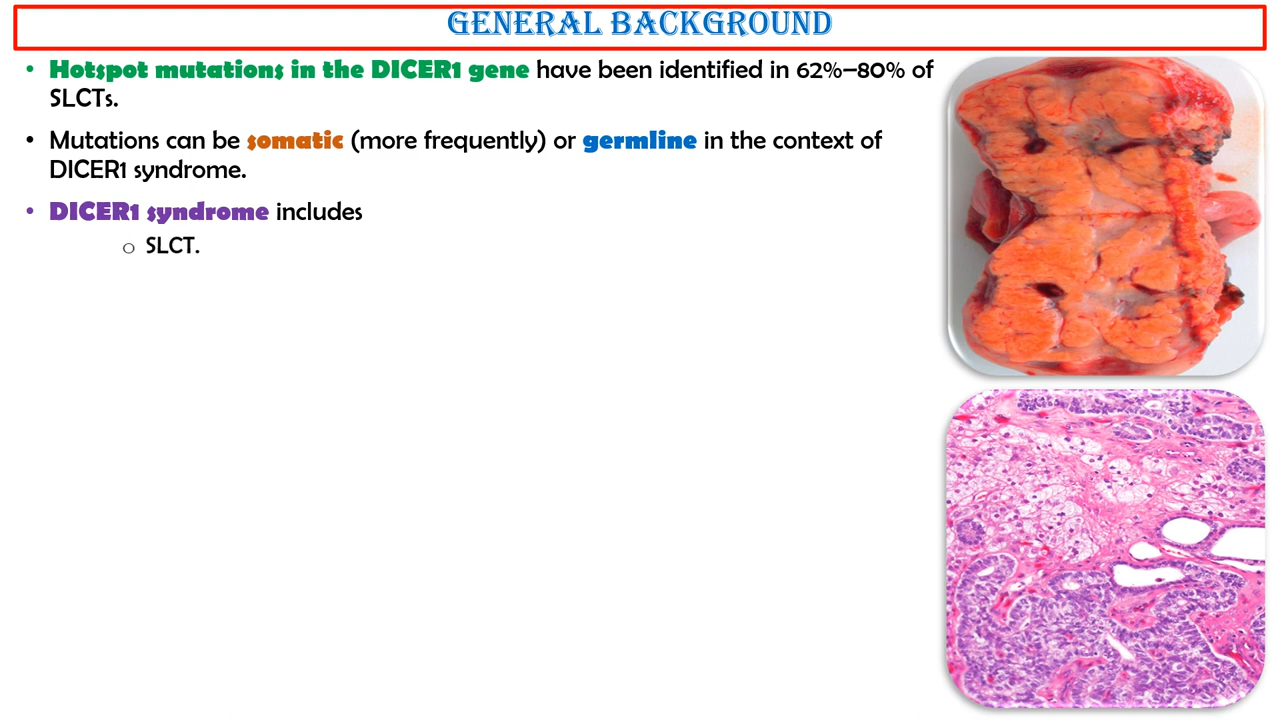 GENERAL BACKGROUND
• Hotspot mutations in the DICER1 gene have been identified in 62%–80% of
SLCTs.
• Mutations can be somatic (more frequently) or germline in the context of
DICER1 syndrome.
• DICER1 syndrome includes
o SLCT.